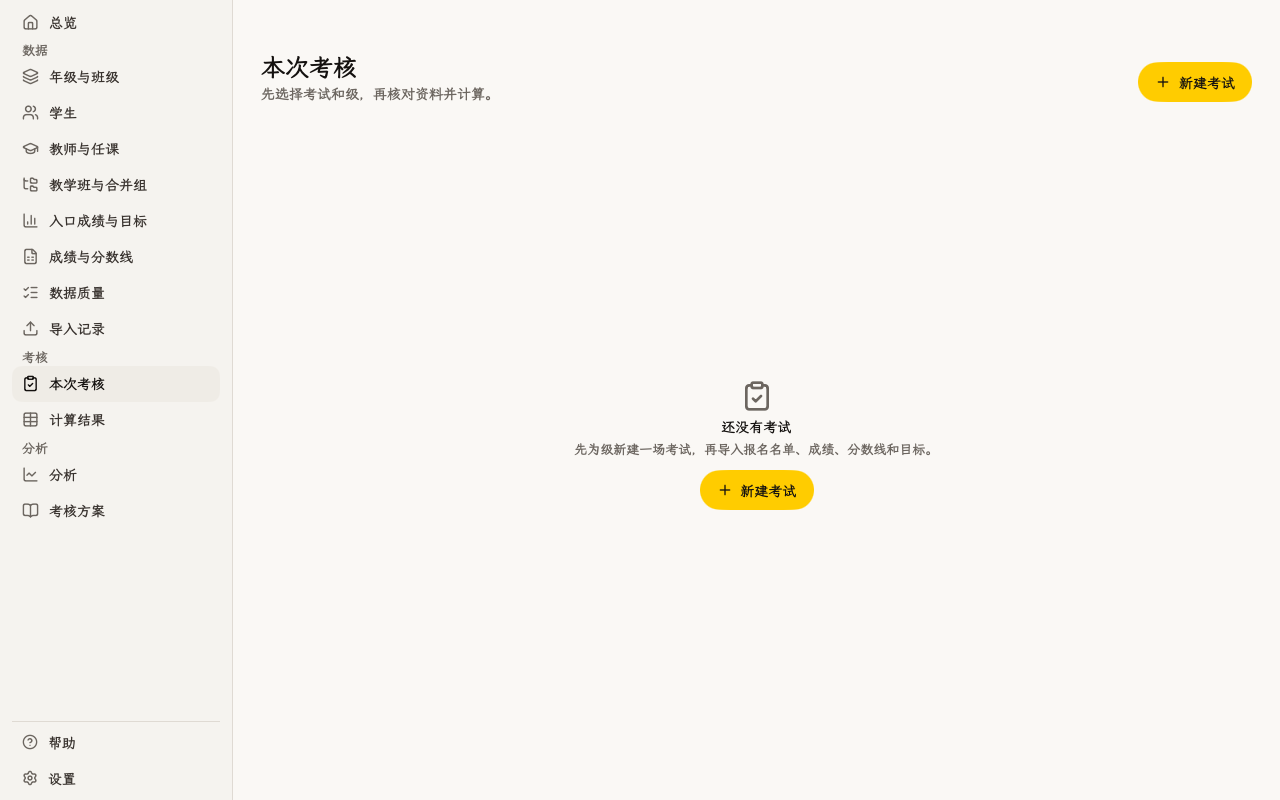 总览
数据
年级与班级
学生
教师与任课
教学班与合并组
入口成绩与目标
成绩与分数线
数据质量
导入记录
考核
本次考核
计算结果
分析
分析
考核方案
帮助
设置
本次考核
先选择考试和级，再核对资料并计算。
新建考试
还没有考试
先为级新建一场考试，再导入报名名单、成绩、分数线和目标。
新建考试